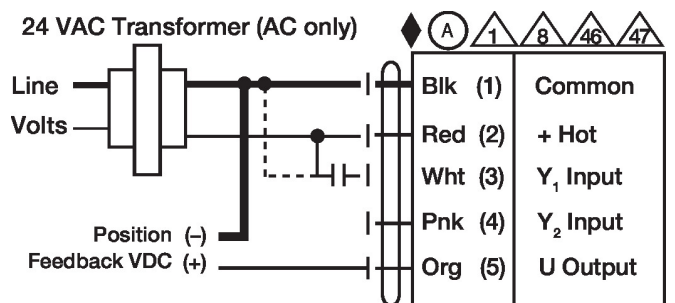 24 VAC Transformer (AC only)
A 1 8 46 47
Line
Volts
Blk (1) Common
Red (2) + Hot
Wht (3) Y₁ Input
Pnk (4) Y₂ Input
Org (5) U Output
Position (–)
Feedback VDC (+)